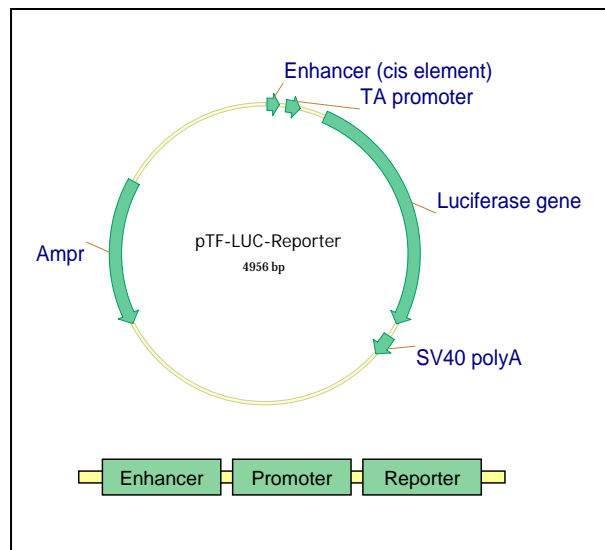 Enhancer (cis element)
TA promoter
Luciferase gene
pTF-LUC-Reporter
4956 bp
Ampr
SV40 polyA
Enhancer
Promoter
Reporter